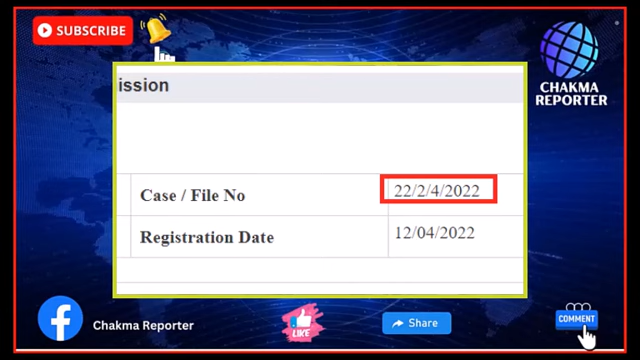 SUBSCRIBE
CHAKMA
REPORTER
ission
Case / File No
22/2/4/2022
Registration Date
12/04/2022
Chakma Reporter
LIKE
Share
COMMENT